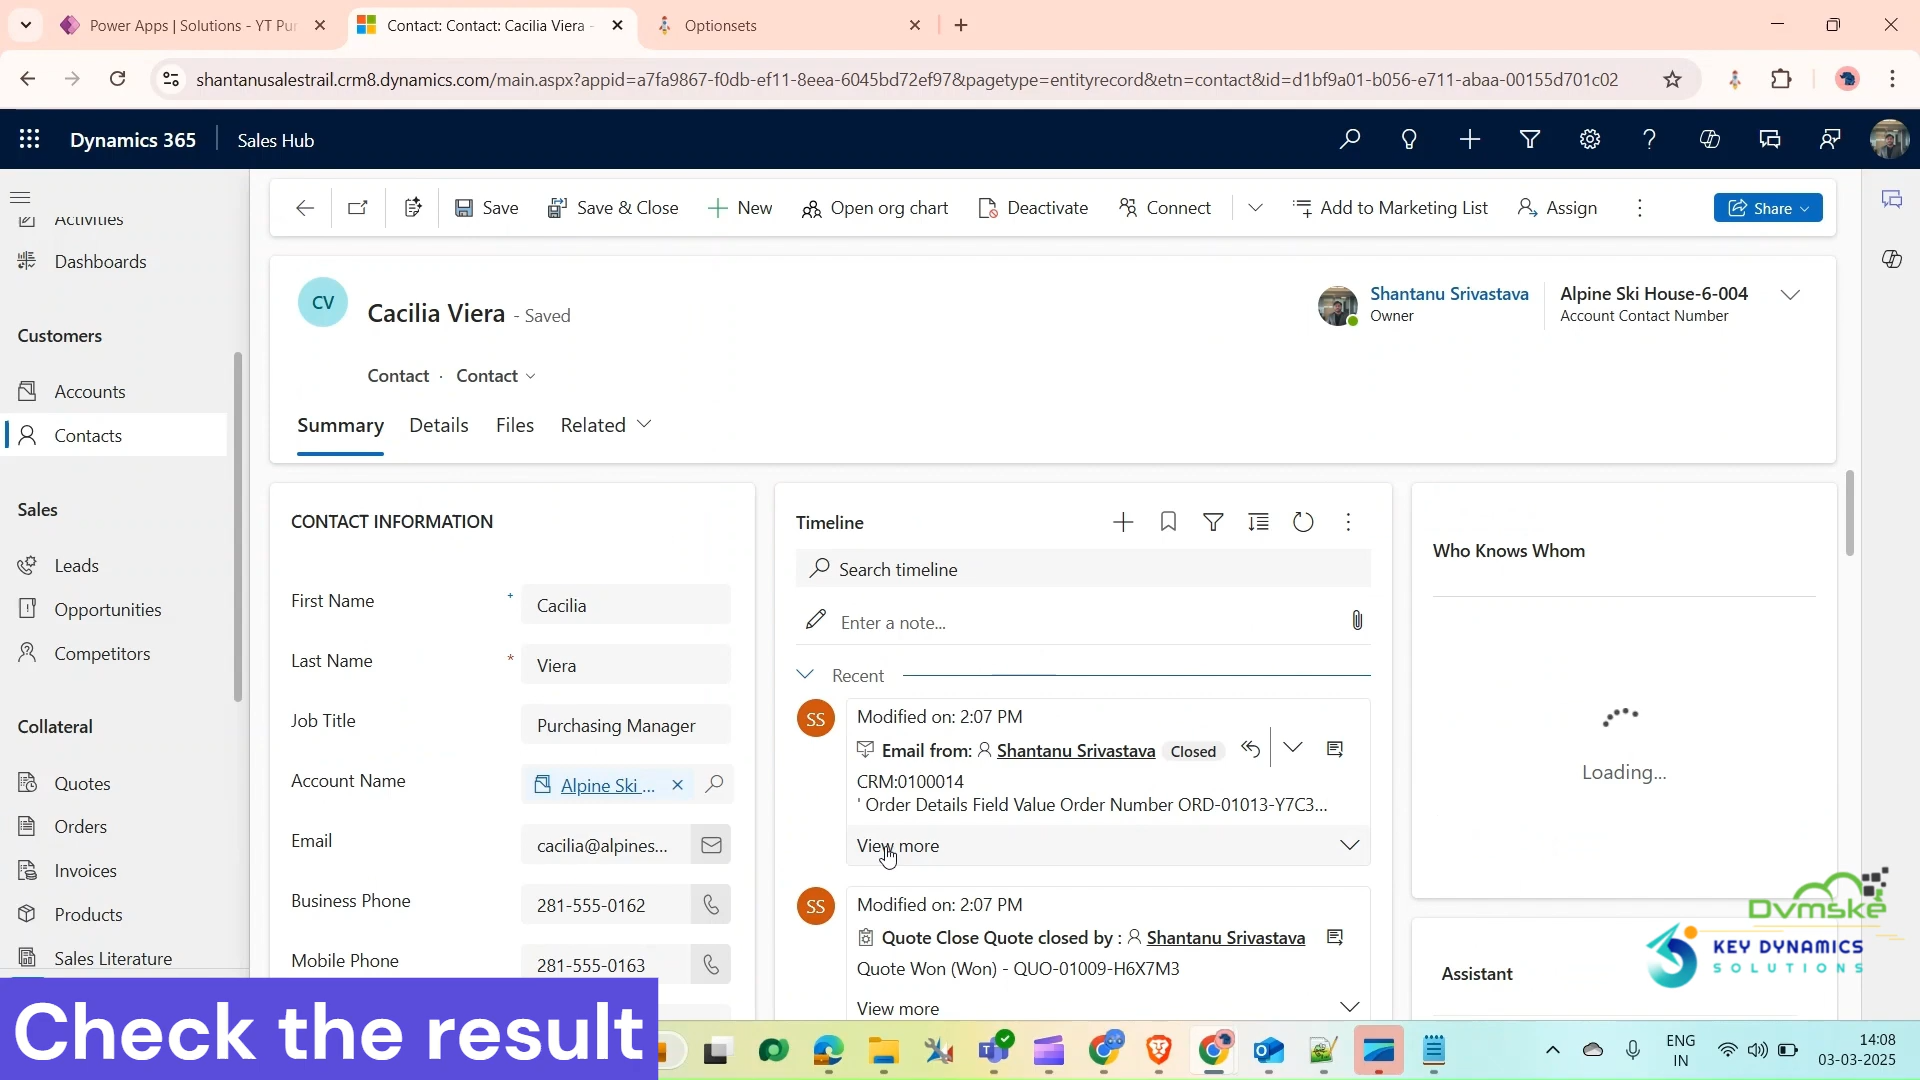 Power Apps | Solutions - YT Pur
Contact: Contact: Cacilia Viera -
Optionsets
shantanusalestrail.crm8.dynamics.com/main.aspx?appid=a7fa9867-f0db-ef11-8eea-6045bd72ef97&pagetype=entityrecord&etn=contact&id=d1bf9a01-b056-e711-abaa-00155d701c02
Dynamics 365
Sales Hub
Activities
Dashboards
Customers
Accounts
Contacts
Sales
Leads
Opportunities
Competitors
Collateral
Quotes
Orders
Invoices
Products
Sales Literature
Save
Save & Close
New
Open org chart
Deactivate
Connect
Add to Marketing List
Assign
Share
CV
Cacilia Viera - Saved
Contact · Contact
Shantanu Srivastava
Owner
Alpine Ski House-6-004
Account Contact Number
Summary
Details
Files
Related
CONTACT INFORMATION
First Name
+
Cacilia
Last Name
*
Viera
Job Title
Purchasing Manager
Account Name
Alpine Ski ...
Email
cacilia@alpines...
Business Phone
281-555-0162
Mobile Phone
281-555-0163
Timeline
Search timeline
Enter a note...
Recent
SS
Modified on: 2:07 PM
Email from: Shantanu Srivastava Closed
CRM:0100014
' Order Details Field Value Order Number ORD-01013-Y7C3...
View more
SS
Modified on: 2:07 PM
Quote Close Quote closed by : Shantanu Srivastava
Quote Won (Won) - QUO-01009-H6X7M3
View more
Who Knows Whom
Loading...
Assistant
Dvmske
KEY DYNAMICS
SOLUTIONS
Check the result
ENG
IN
14:08
03-03-2025